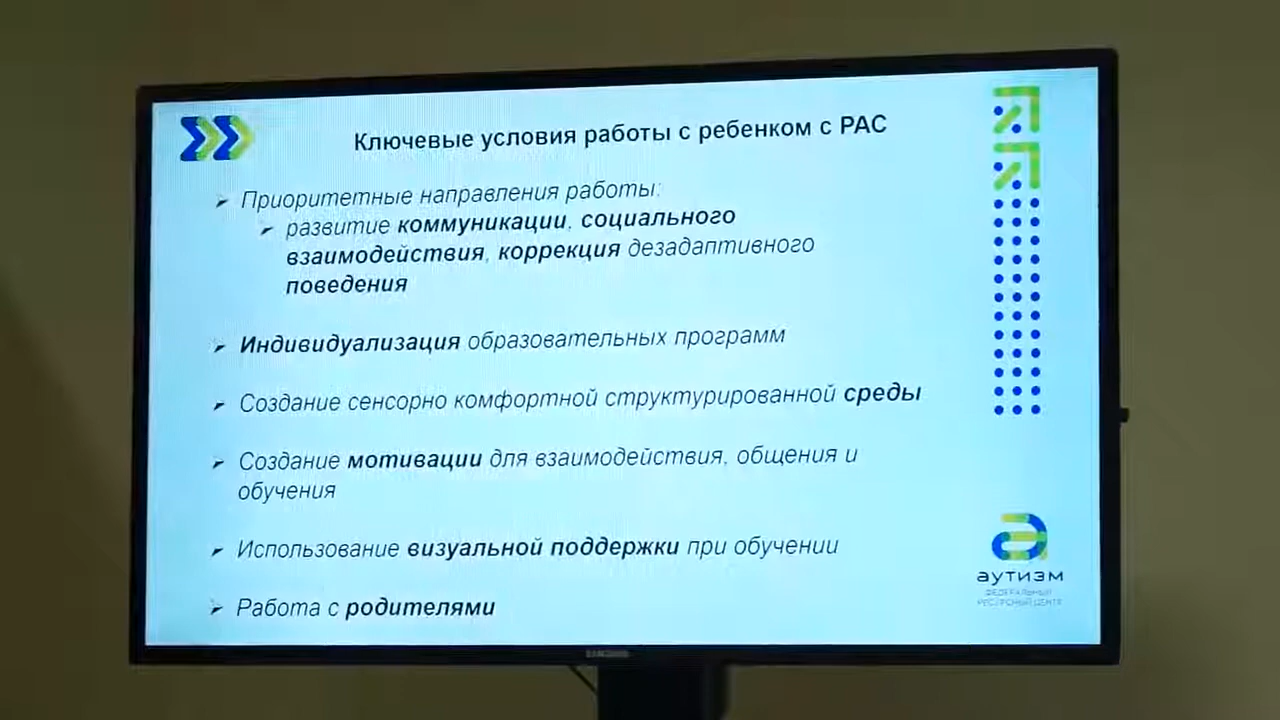 Ключевые условия работы с ребенком с РАС
Приоритетные направления работы:
развитие коммуникации, социального
взаимодействия, коррекция дезадаптивного
поведения
Индивидуализация образовательных программ
Создание сенсорно комфортной структурированной среды
Создание мотивации для взаимодействия, общения и
обучения
Использование визуальной поддержки при обучении
Работа с родителями
аутизм
ФЕДЕРАЛЬНЫЙ
РЕСУРСНЫЙ ЦЕНТР
SAMSUNG